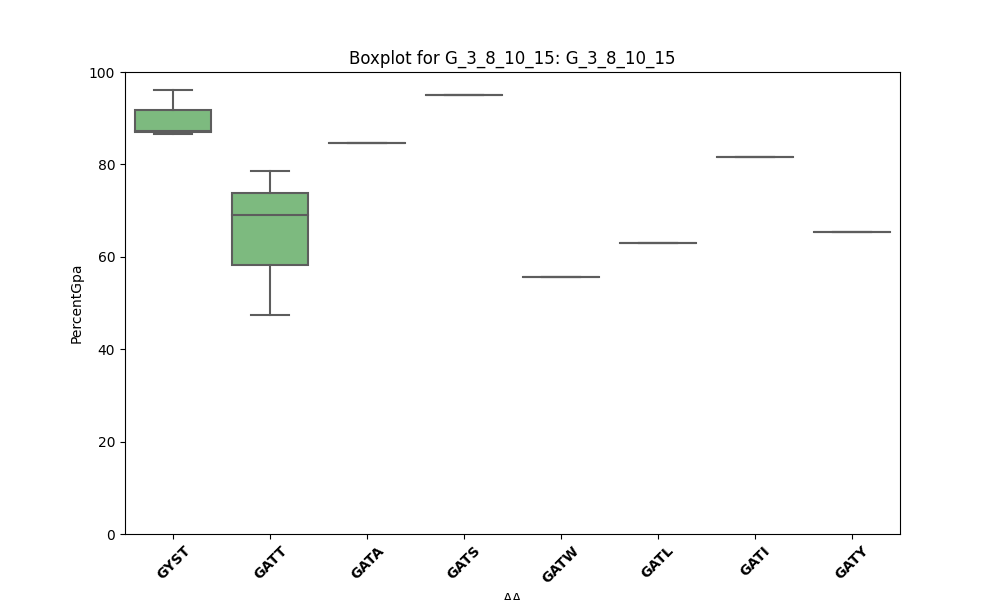 Boxplot for G_3_8_10_15: G_3_8_10_15
100
80
60
40
20
0
PercentGpa
GYST GATT GATA GATS GATW GATL GATI GATY
AA